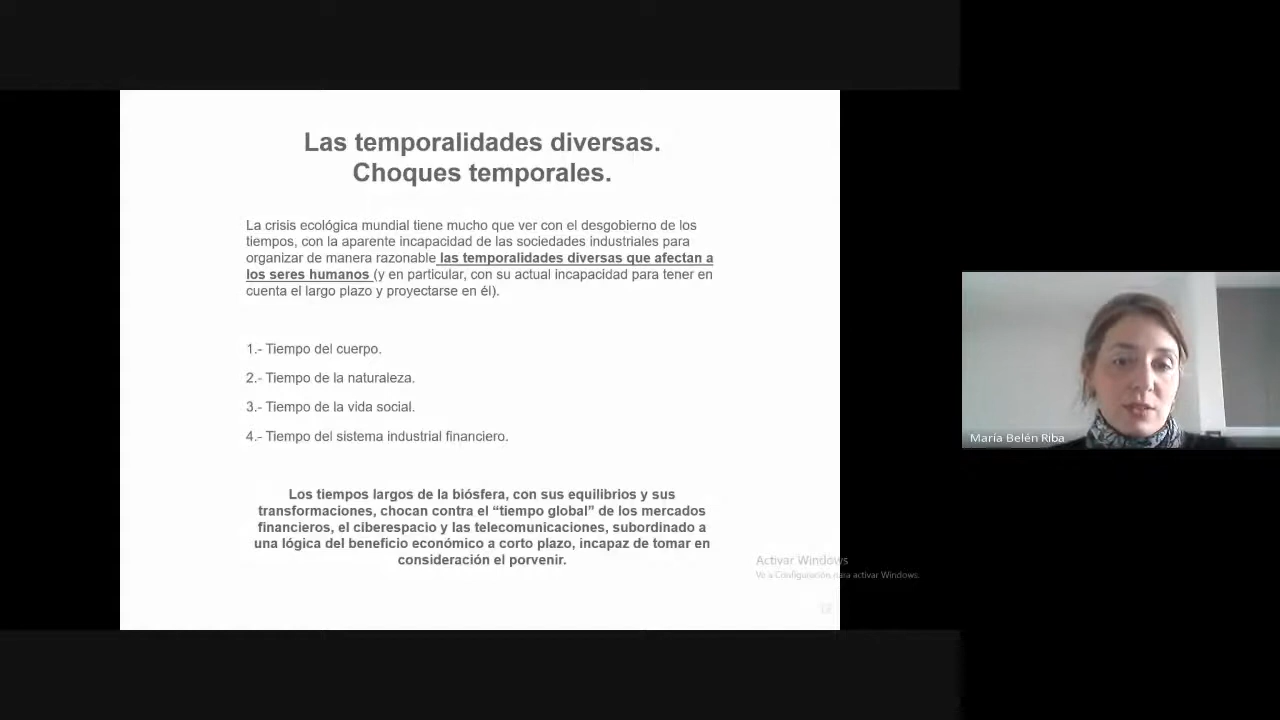 Las temporalidades diversas.
Choques temporales.
La crisis ecológica mundial tiene mucho que ver con el desgobierno de los
tiempos, con la aparente incapacidad de las sociedades industriales para
organizar de manera razonable las temporalidades diversas que afectan a
los seres humanos (y en particular, con su actual incapacidad para tener en
cuenta el largo plazo y proyectarse en él).
1.- Tiempo del cuerpo.
2.- Tiempo de la naturaleza.
3.- Tiempo de la vida social.
4.- Tiempo del sistema industrial financiero.
Los tiempos largos de la biósfera, con sus equilibrios y sus
transformaciones, chocan contra el “tiempo global” de los mercados
financieros, el ciberespacio y las telecomunicaciones, subordinado a
una lógica del beneficio económico a corto plazo, incapaz de tomar en
consideración el porvenir.
Activar Windows
Ve a Configuración para activar Windows.
María Belén Riba